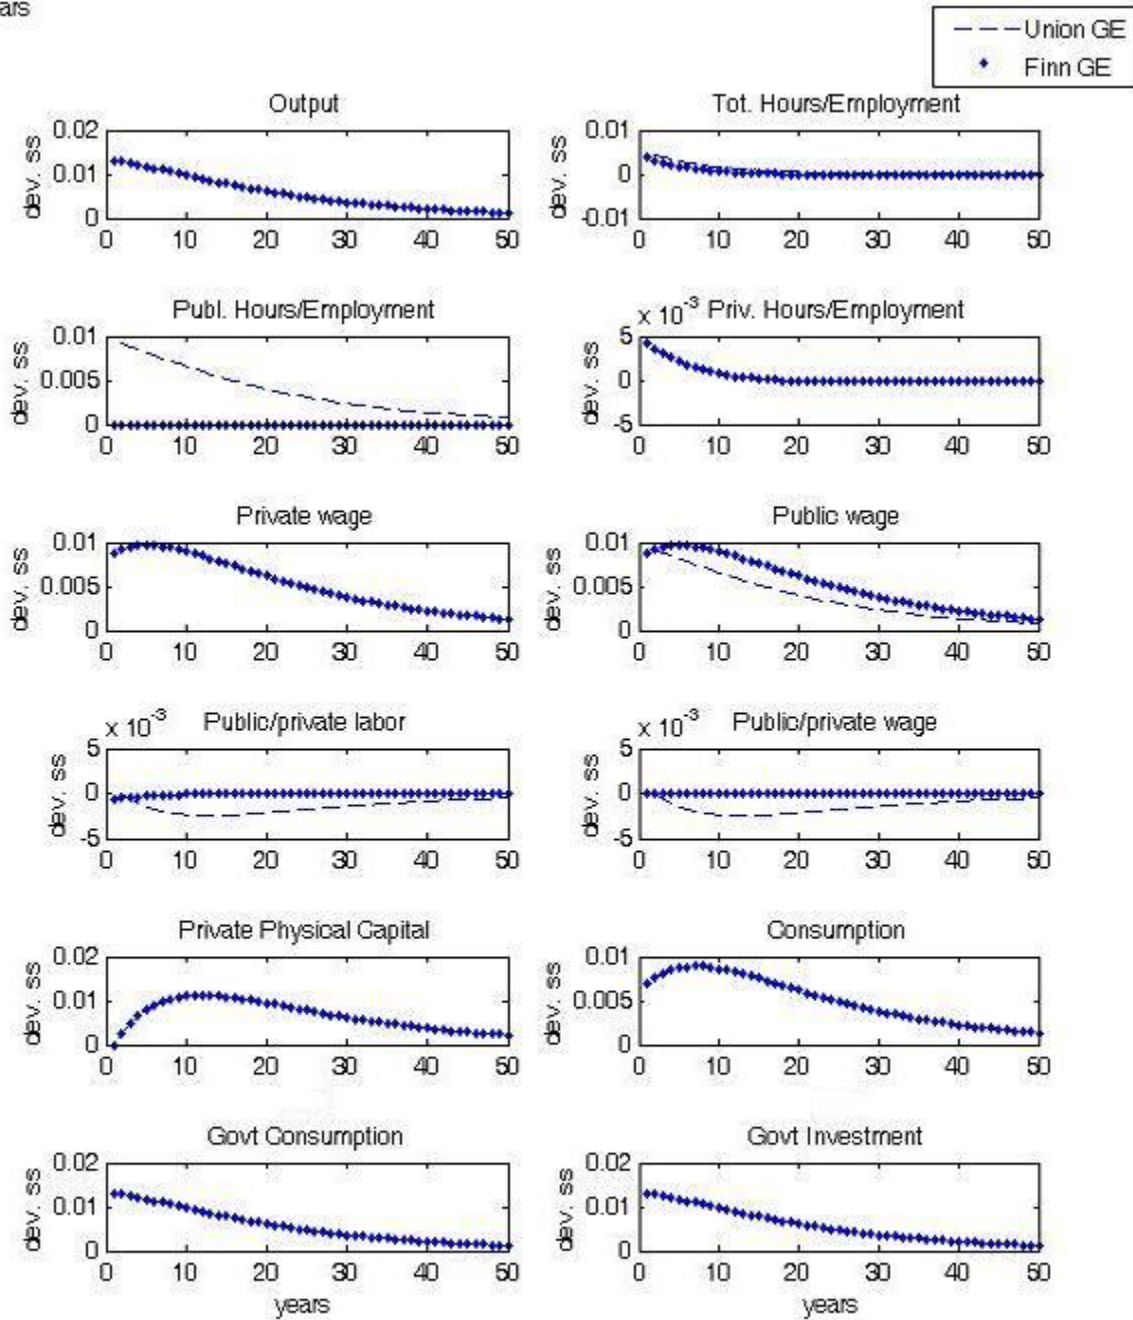 ars
Union GE
Finn GE
Output
Tot. Hours/Employment
dev. ss
0.02
0.01
0
0 10 20 30 40 50
dev. ss
0.01
0
-0.01
0 10 20 30 40 50
Publ. Hours/Employment
x 10-3 Priv. Hours/Employment
dev. ss
0.01
0.005
0
0 10 20 30 40 50
dev. ss
5
0
-5
0 10 20 30 40 50
Private wage
Public wage
dev. ss
0.01
0.005
0
0 10 20 30 40 50
dev. ss
0.01
0.005
0
0 10 20 30 40 50
x 10-3 Public/private labor
x 10-3 Public/private wage
dev. ss
5
0
-5
0 10 20 30 40 50
dev. ss
5
0
-5
0 10 20 30 40 50
Private Physical Capital
Consumption
dev. ss
0.02
0.01
0
0 10 20 30 40 50
dev. ss
0.01
0.005
0
0 10 20 30 40 50
Govt Consumption
Govt Investment
dev. ss
0.02
0.01
0
0 10 20 30 40 50
years
dev. ss
0.02
0.01
0
0 10 20 30 40 50
years